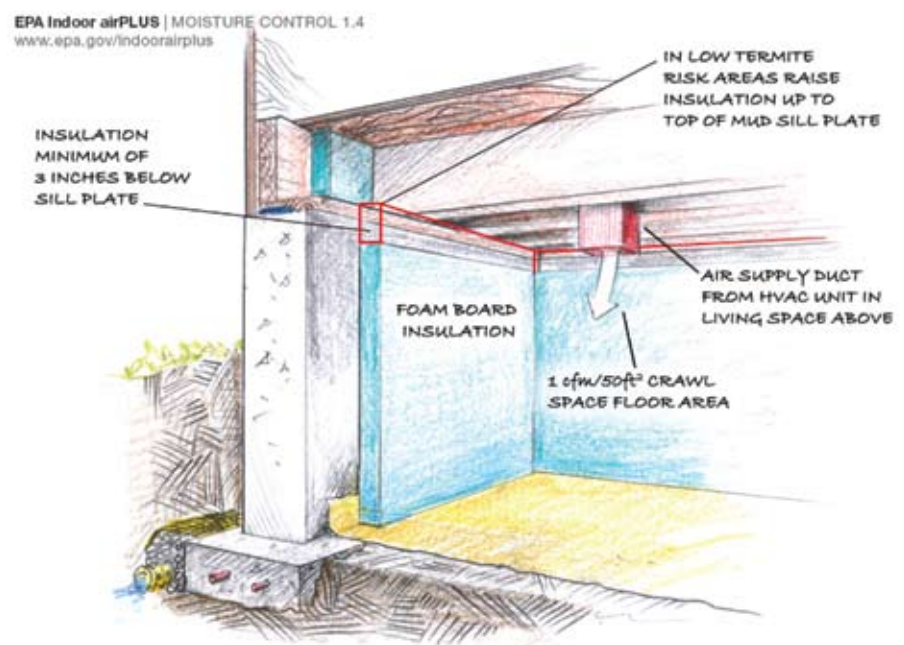 EPA Indoor airPLUS | MOISTURE CONTROL 1.4
www.epa.gov/indoorairplus
IN LOW TERMITE
RISK AREAS RAISE
INSULATION UP TO
TOP OF MUD SILL PLATE
INSULATION
MINIMUM OF
3 INCHES BELOW
SILL PLATE
AIR SUPPLY DUCT
FROM HVAC UNIT IN
LIVING SPACE ABOVE
FOAM BOARD
INSULATION
1 cfm/50ft² CRAWL
SPACE FLOOR AREA